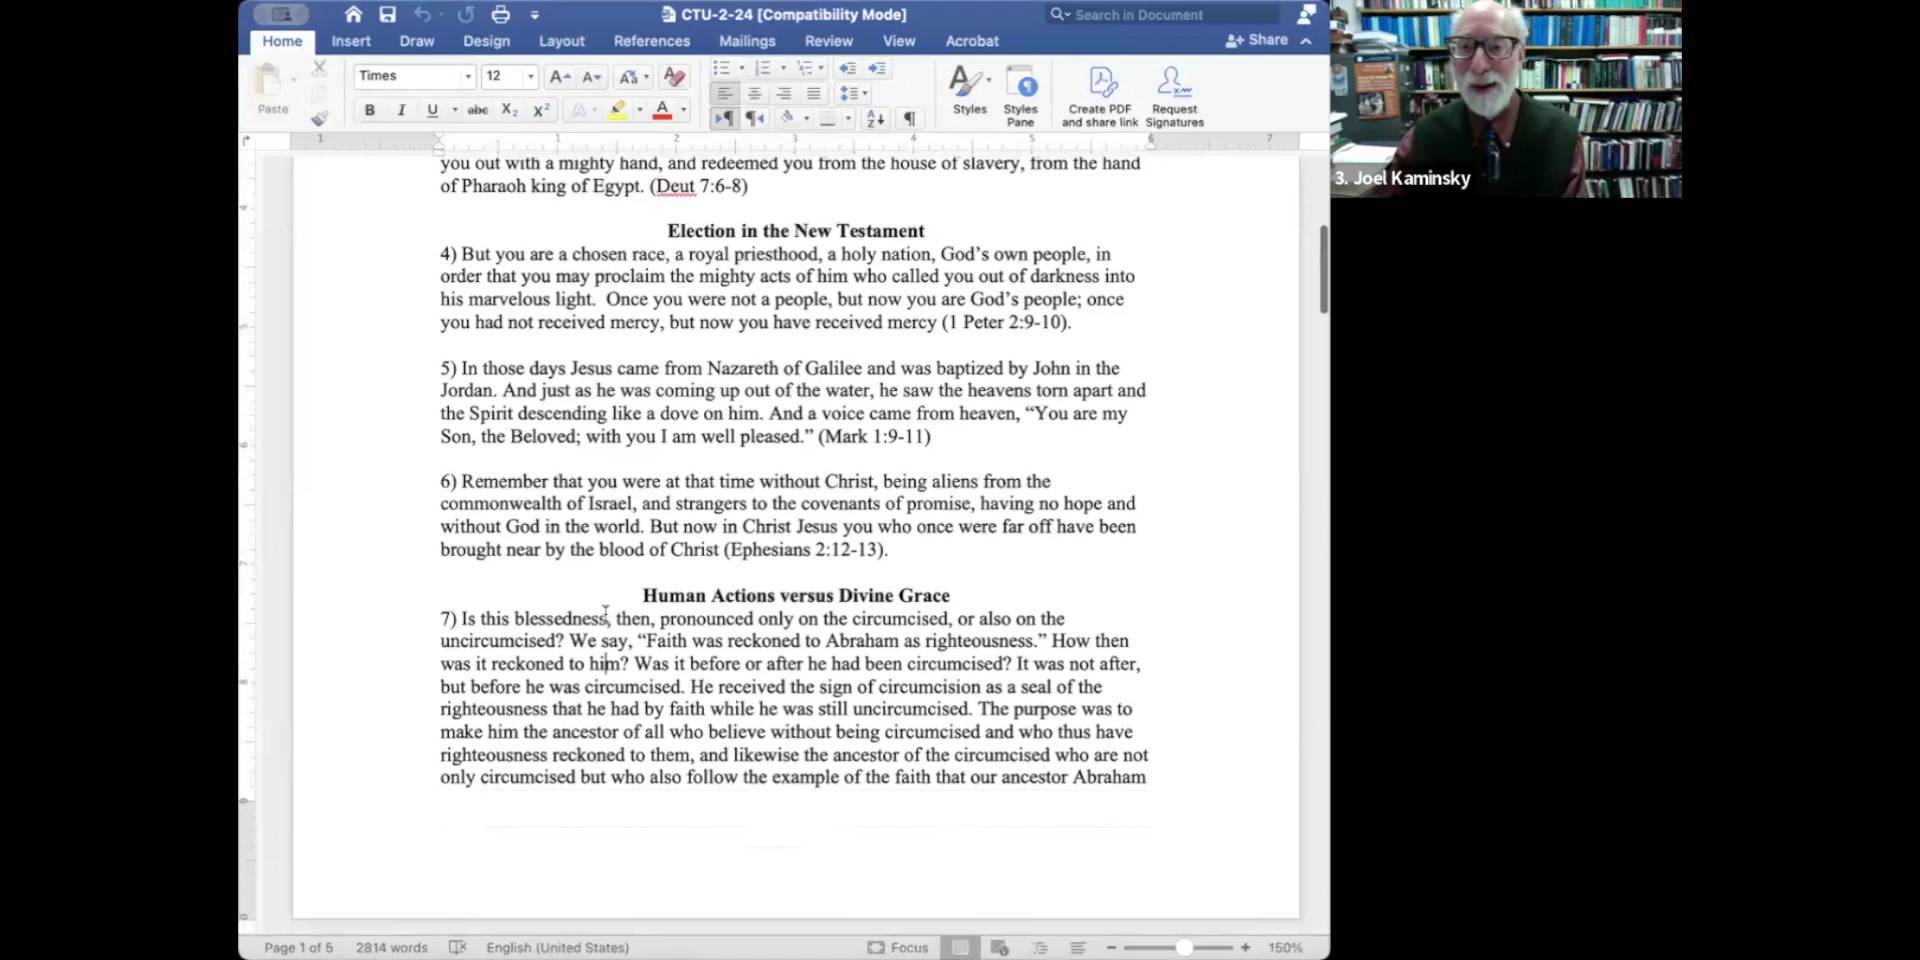 CTU-2-24 [Compatibility Mode]
Search in Document
Home Insert Draw Design Layout References Mailings Review View Acrobat Share
Paste
Times 12
Styles
Styles Pane
Create PDF and share link
Request Signatures
3. Joel Kaminsky
1 1 2 3 4 5 6 7
you out with a mighty hand, and redeemed you from the house of slavery, from the hand
of Pharaoh king of Egypt. (Deut 7:6-8)
Election in the New Testament
4) But you are a chosen race, a royal priesthood, a holy nation, God’s own people, in
order that you may proclaim the mighty acts of him who called you out of darkness into
his marvelous light.  Once you were not a people, but now you are God’s people; once
you had not received mercy, but now you have received mercy (1 Peter 2:9-10).
5) In those days Jesus came from Nazareth of Galilee and was baptized by John in the
Jordan. And just as he was coming up out of the water, he saw the heavens torn apart and
the Spirit descending like a dove on him. And a voice came from heaven, “You are my
Son, the Beloved; with you I am well pleased.” (Mark 1:9-11)
6) Remember that you were at that time without Christ, being aliens from the
commonwealth of Israel, and strangers to the covenants of promise, having no hope and
without God in the world. But now in Christ Jesus you who once were far off have been
brought near by the blood of Christ (Ephesians 2:12-13).
Human Actions versus Divine Grace
7) Is this blessedness, then, pronounced only on the circumcised, or also on the
uncircumcised? We say, “Faith was reckoned to Abraham as righteousness.” How then
was it reckoned to him? Was it before or after he had been circumcised? It was not after,
but before he was circumcised. He received the sign of circumcision as a seal of the
righteousness that he had by faith while he was still uncircumcised. The purpose was to
make him the ancestor of all who believe without being circumcised and who thus have
righteousness reckoned to them, and likewise the ancestor of the circumcised who are not
only circumcised but who also follow the example of the faith that our ancestor Abraham
Page 1 of 5 2814 words English (United States) Focus 150%